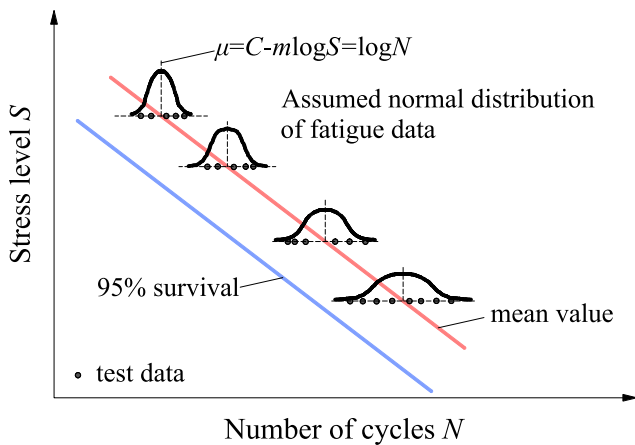 μ=C-mlogS=logN
Assumed normal distribution
of fatigue data
Stress level S
95% survival
mean value
test data
Number of cycles N